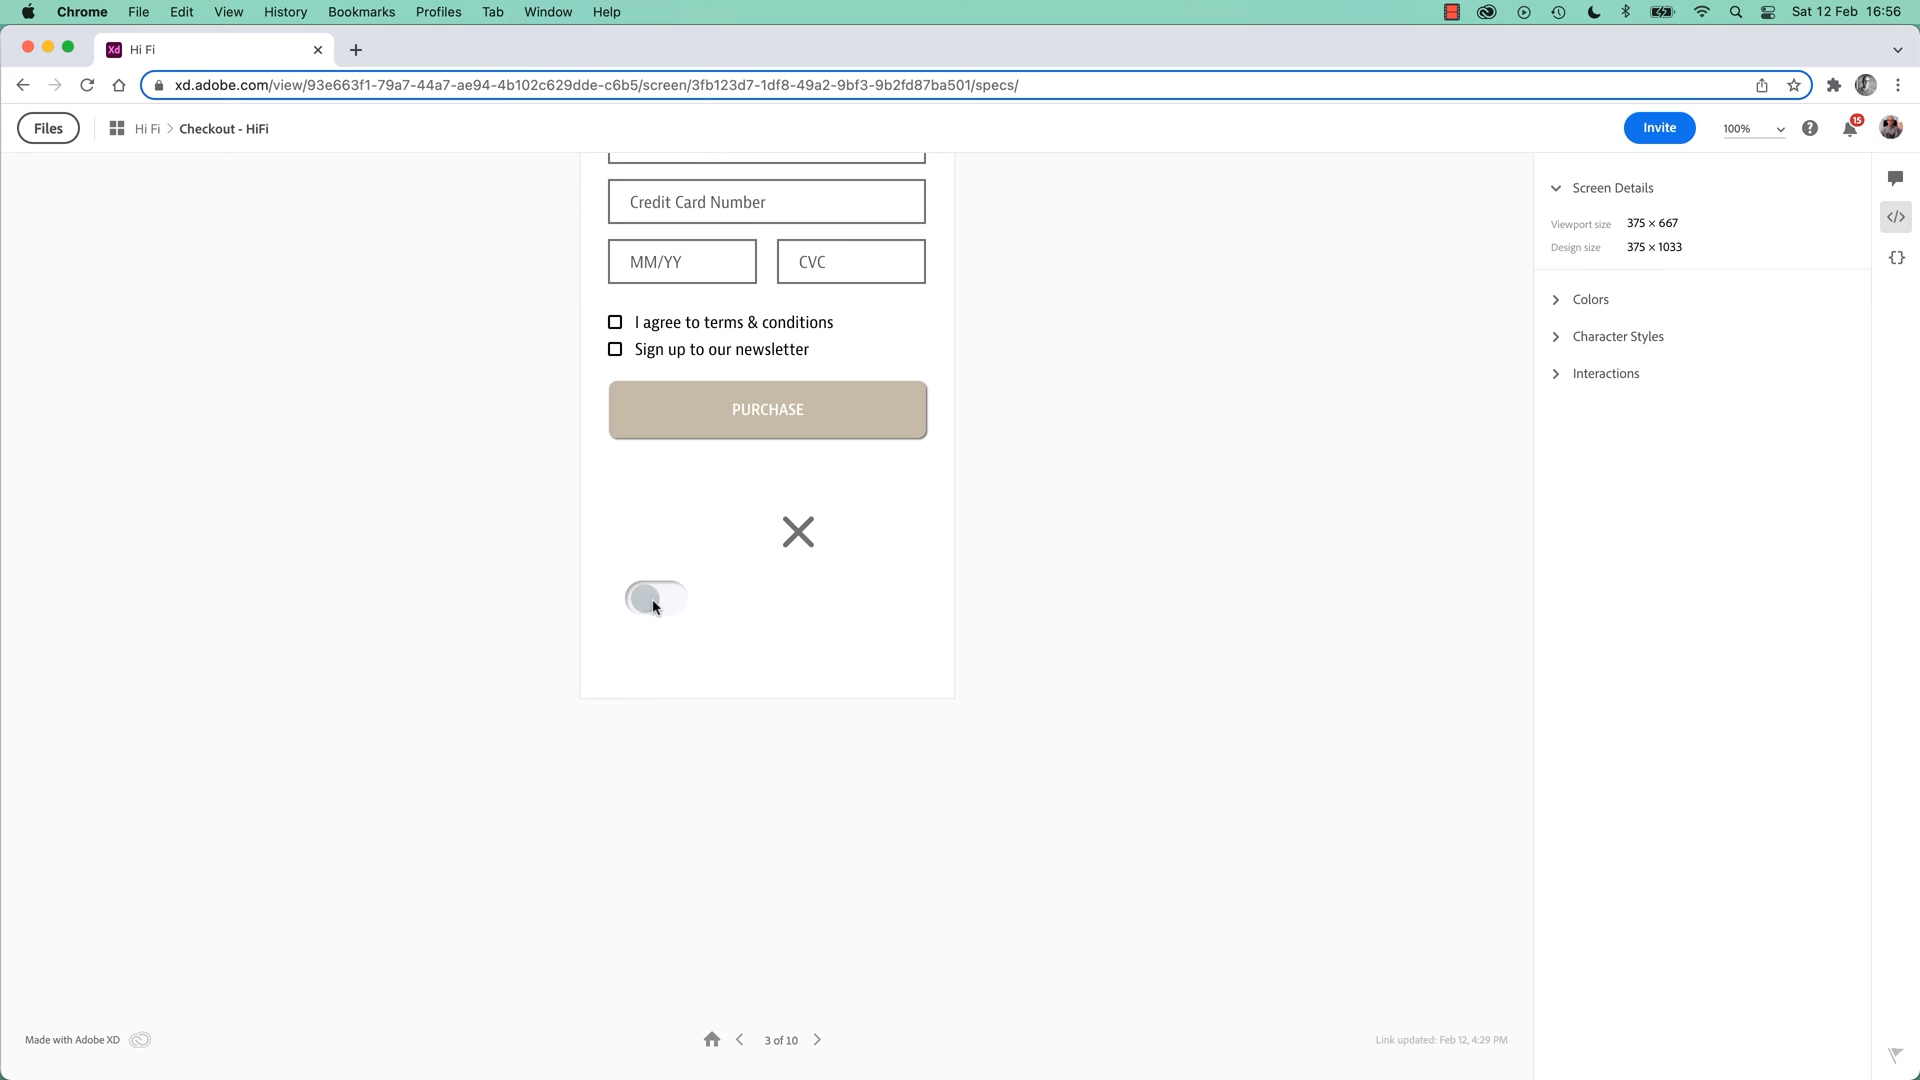 Chrome File Edit View History Bookmarks Profiles Tab Window Help Sat 12 Feb 16:56
Xd Hi Fi
xd.adobe.com/view/93e663f1-79a7-44a7-ae94-4b102c629dde-c6b5/screen/3fb123d7-1df8-49a2-9bf3-9b2fd87ba501/specs/
Files Hi Fi Checkout - HiFi Invite 100% 15
Credit Card Number
MM/YY CVC
I agree to terms & conditions
Sign up to our newsletter
PURCHASE
Screen Details
Viewport size 375 × 667
Design size 375 × 1033
Colors
Character Styles
Interactions
Made with Adobe XD 3 of 10 Link updated: Feb 12, 4:29 PM